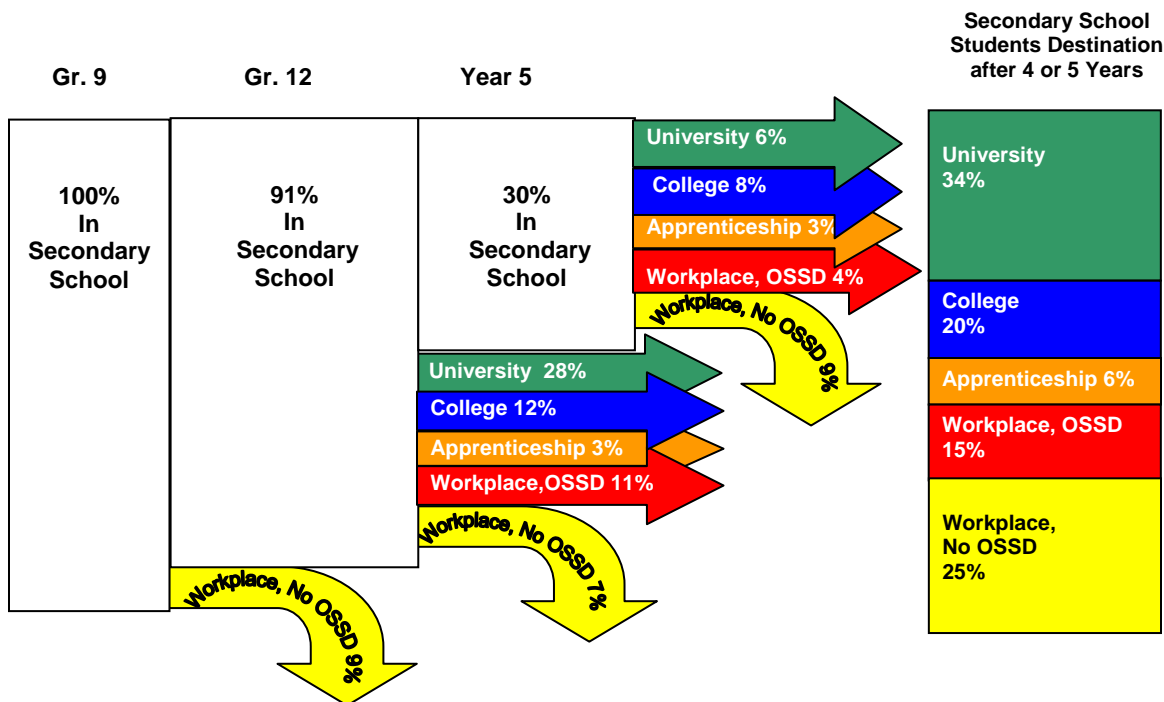 Secondary School
Students Destination
after 4 or 5 Years
Gr. 9
Gr. 12
Year 5
100%
In
Secondary
School
91%
In
Secondary
School
30%
In
Secondary
School
University 6%
College 8%
Apprenticeship 3%
Workplace, OSSD 4%
Workplace, No OSSD 9%
University 28%
College 12%
Apprenticeship 3%
Workplace,OSSD 11%
Workplace, No OSSD 7%
Workplace, No OSSD 9%
University
34%
College
20%
Apprenticeship 6%
Workplace, OSSD
15%
Workplace,
No OSSD
25%